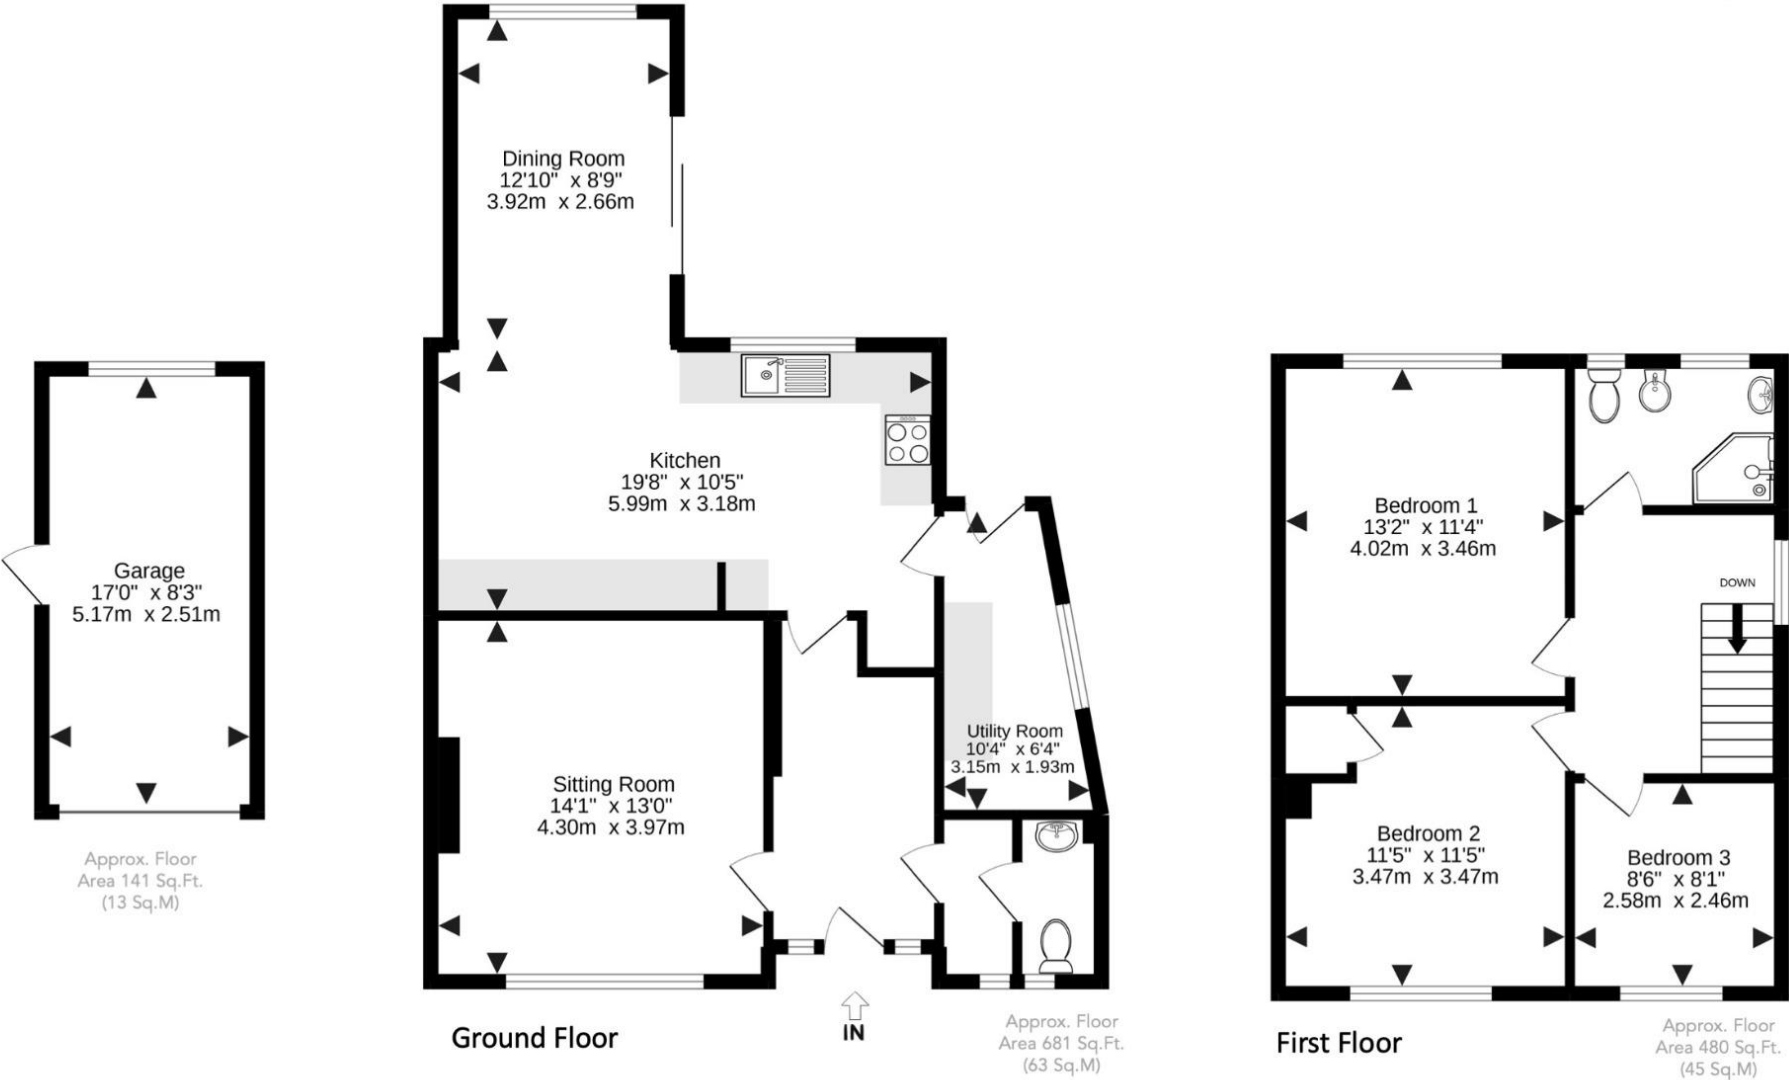 Garage
17'0" x 8'3"
5.17m x 2.51m
Approx. Floor
Area 141 Sq.Ft.
(13 Sq.M)
Dining Room
12'10" x 8'9"
3.92m x 2.66m
Kitchen
19'8" x 10'5"
5.99m x 3.18m
Utility Room
10'4" x 6'4"
3.15m x 1.93m
Sitting Room
14'1" x 13'0"
4.30m x 3.97m
IN
Ground Floor
Approx. Floor
Area 681 Sq.Ft.
(63 Sq.M)
Bedroom 1
13'2" x 11'4"
4.02m x 3.46m
DOWN
Bedroom 2
11'5" x 11'5"
3.47m x 3.47m
Bedroom 3
8'6" x 8'1"
2.58m x 2.46m
First Floor
Approx. Floor
Area 480 Sq.Ft.
(45 Sq.M)